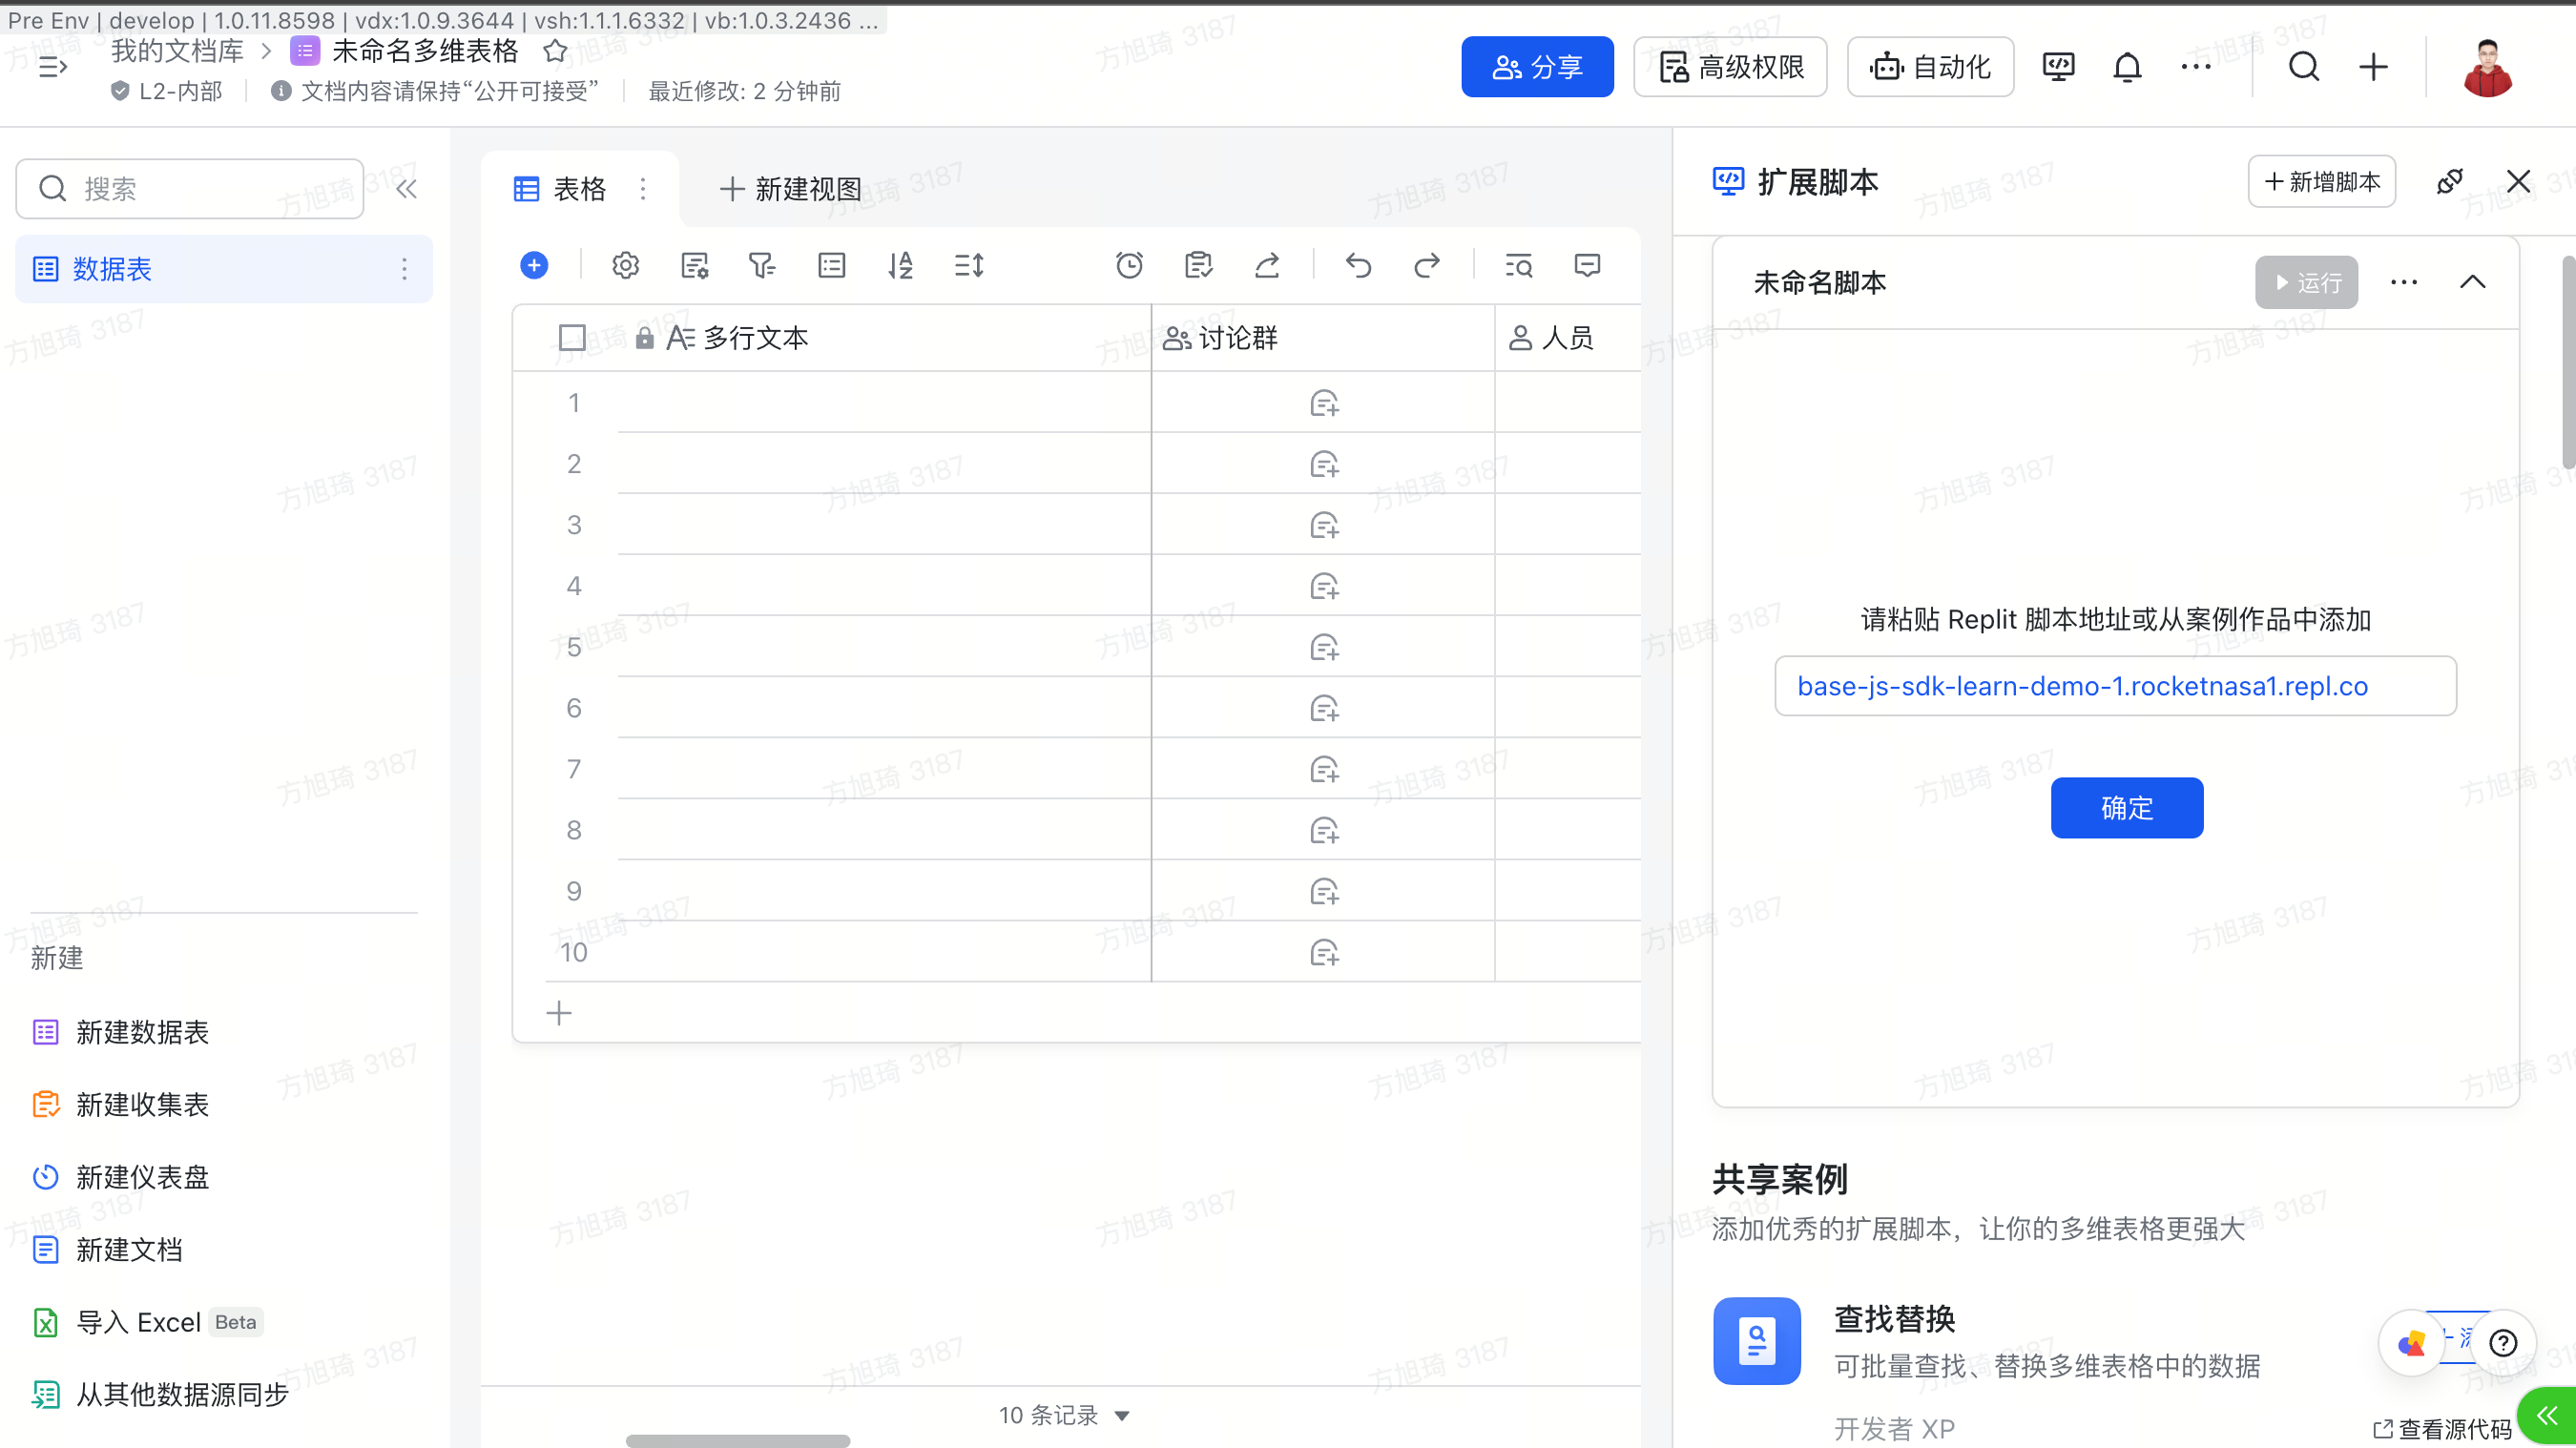 Pre Env | develop | 1.0.11.8598 | vdx:1.0.9.3644 | vsh:1.1.1.6332 | vb:1.0.3.2436 ...
我的文档库 > 未命名多维表格
L2-内部 文档内容请保持“公开可接受” 最近修改: 2 分钟前
分享 高级权限 自动化
搜索
数据表
新建
新建数据表
新建收集表
新建仪表盘
新建文档
导入 Excel Beta
从其他数据源同步
表格 新建视图
多行文本 讨论群 人员
1
2
3
4
5
6
7
8
9
10
10 条记录
扩展脚本 新增脚本
未命名脚本 运行
请粘贴 Replit 脚本地址或从案例作品中添加
base-js-sdk-learn-demo-1.rocketnasa1.repl.co
确定
共享案例
添加优秀的扩展脚本，让你的多维表格更强大
查找替换
可批量查找、替换多维表格中的数据
开发者 XP 查看源代码
方旭琦 3187